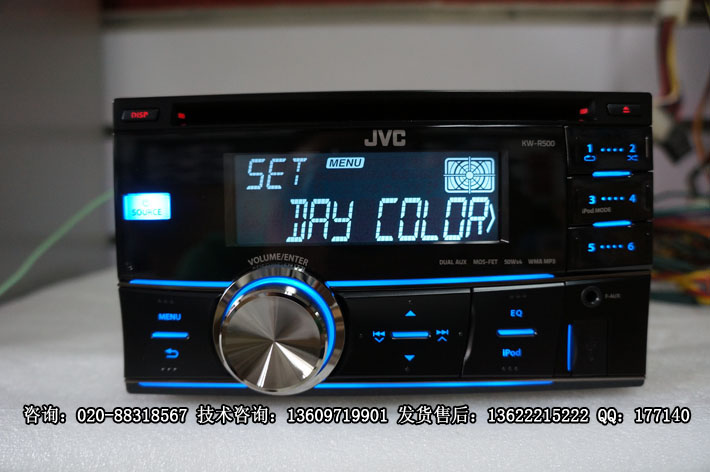 DISP
JVC
KW-R500
SET MENU
DAY COLOR
SOURCE
1 2
3 4
iPod MODE
5 6
VOLUME/ENTER
DUAL AUX MOS-FET 50Wx4 WMA MP3
MENU
EQ
F-AUX
iPod
咨询：020-88318567 技术咨询：13609719901 发货售后：13622215222 QQ：177140